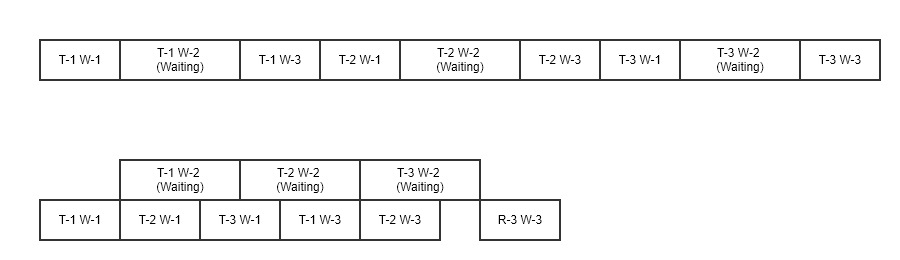 T-1 W-1
T-1 W-2
(Waiting)
T-1 W-3
T-2 W-1
T-2 W-2
(Waiting)
T-2 W-3
T-3 W-1
T-3 W-2
(Waiting)
T-3 W-3
T-1 W-2
(Waiting)
T-2 W-2
(Waiting)
T-3 W-2
(Waiting)
T-1 W-1
T-2 W-1
T-3 W-1
T-1 W-3
T-2 W-3
R-3 W-3